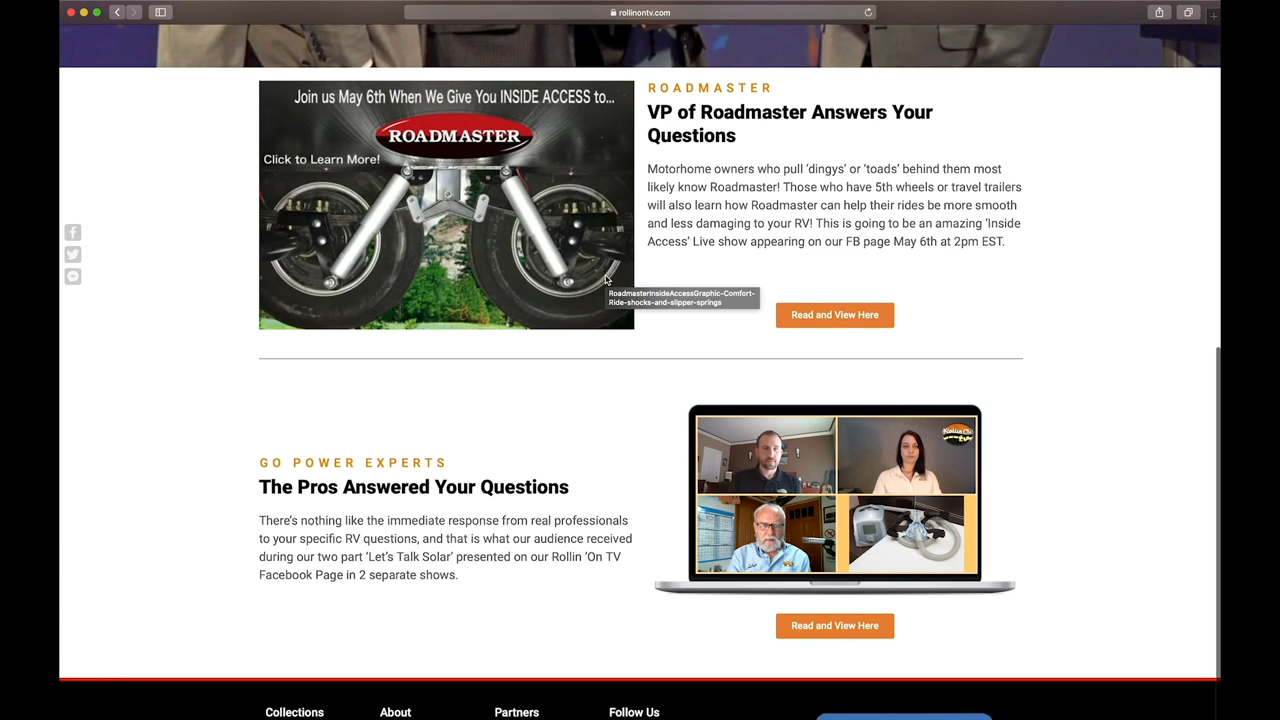 rollinontv.com
Join us May 6th When We Give You INSIDE ACCESS to...
ROADMASTER
Click to Learn More!
ROADMASTER
VP of Roadmaster Answers Your
Questions
Motorhome owners who pull ‘dingys’ or ‘toads’ behind them most
likely know Roadmaster! Those who have 5th wheels or travel trailers
will also learn how Roadmaster can help their rides be more smooth
and less damaging to your RV! This is going to be an amazing ‘Inside
Access’ Live show appearing on our FB page May 6th at 2pm EST.
RoadmasterInsideAccessGraphic-Comfort-
Ride-shocks-and-slipper-springs
Read and View Here
GO POWER EXPERTS
The Pros Answered Your Questions
There’s nothing like the immediate response from real professionals
to your specific RV questions, and that is what our audience received
during our two part ‘Let’s Talk Solar’ presented on our Rollin ‘On TV
Facebook Page in 2 separate shows.
Read and View Here
Collections
About
Partners
Follow Us